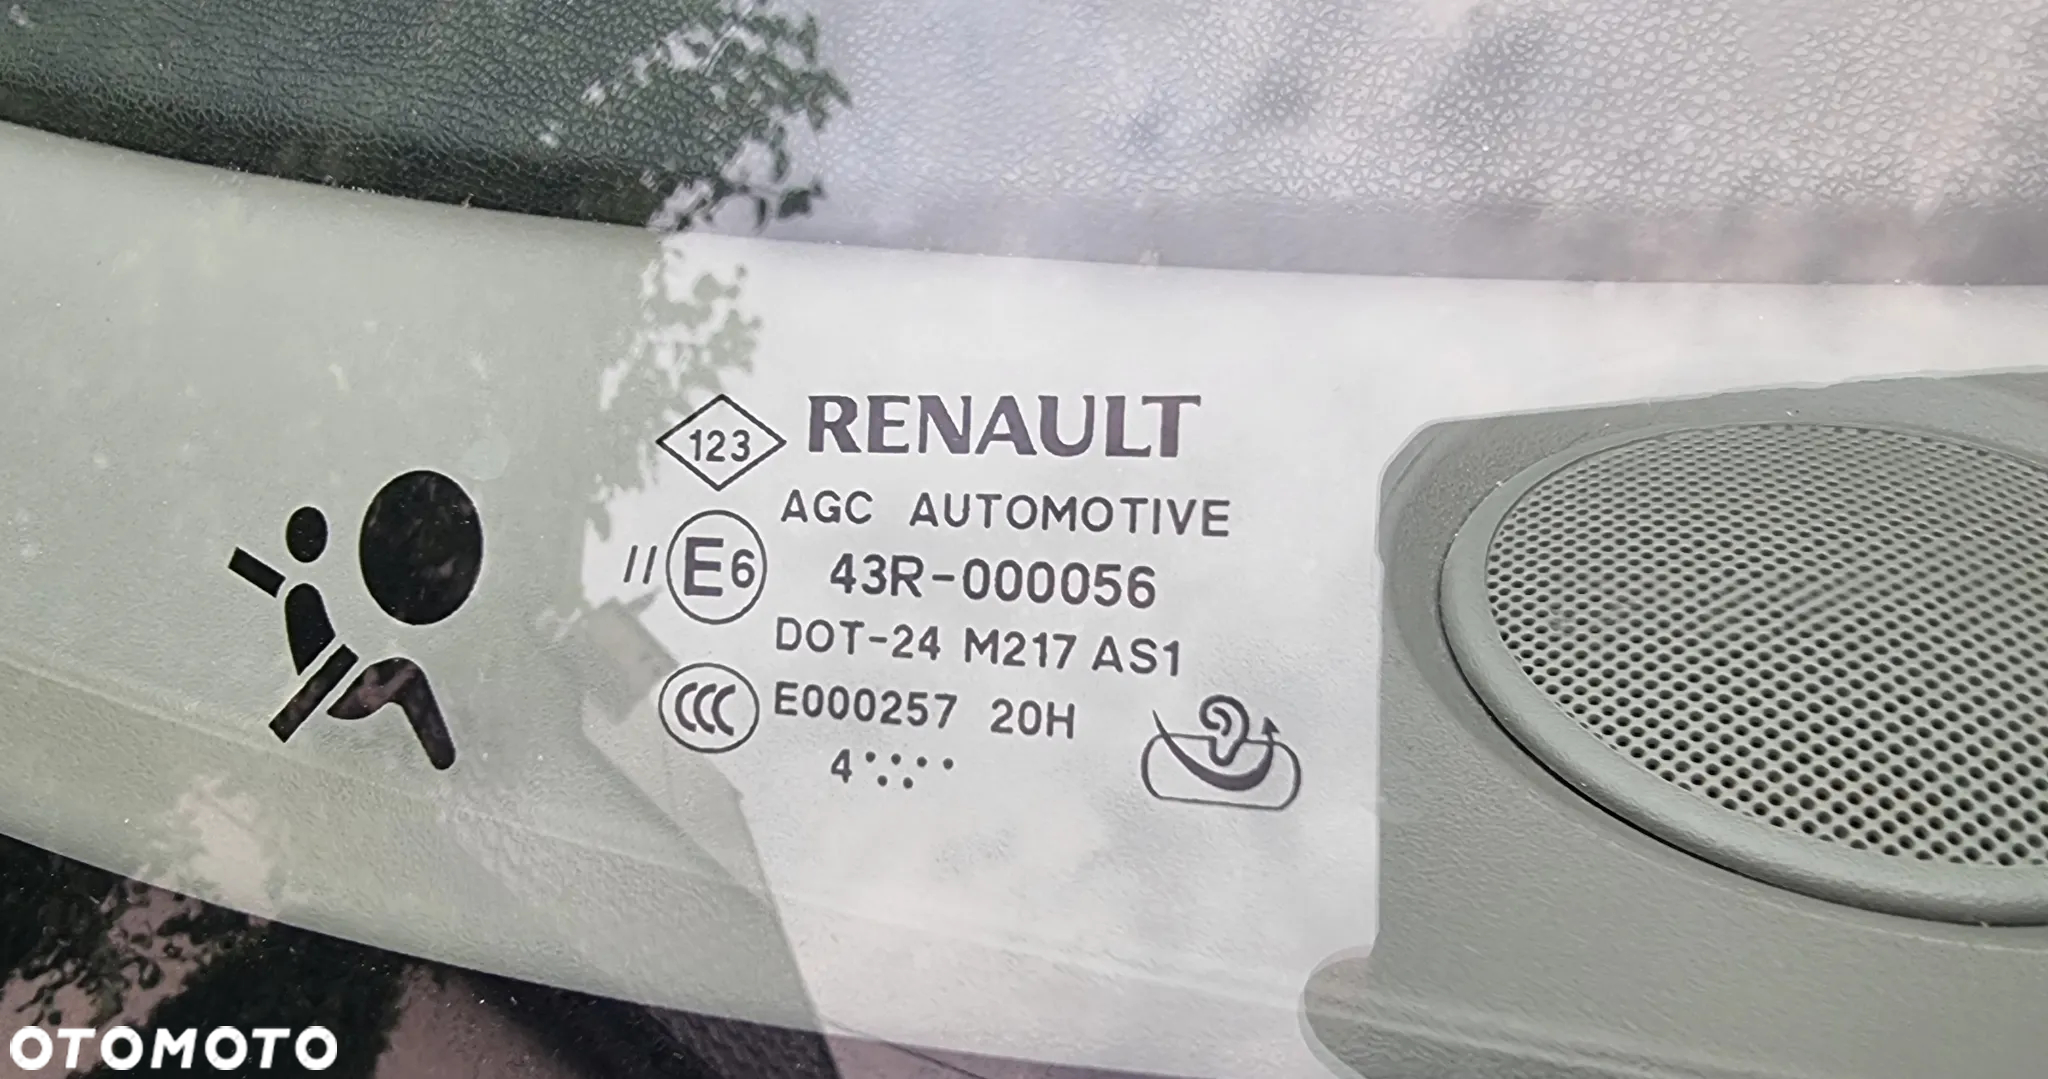 123 RENAULT
AGC AUTOMOTIVE
// E6 43R-000056
DOT-24 M217 AS1
CCC E000257 20H
4
OTOMOTO